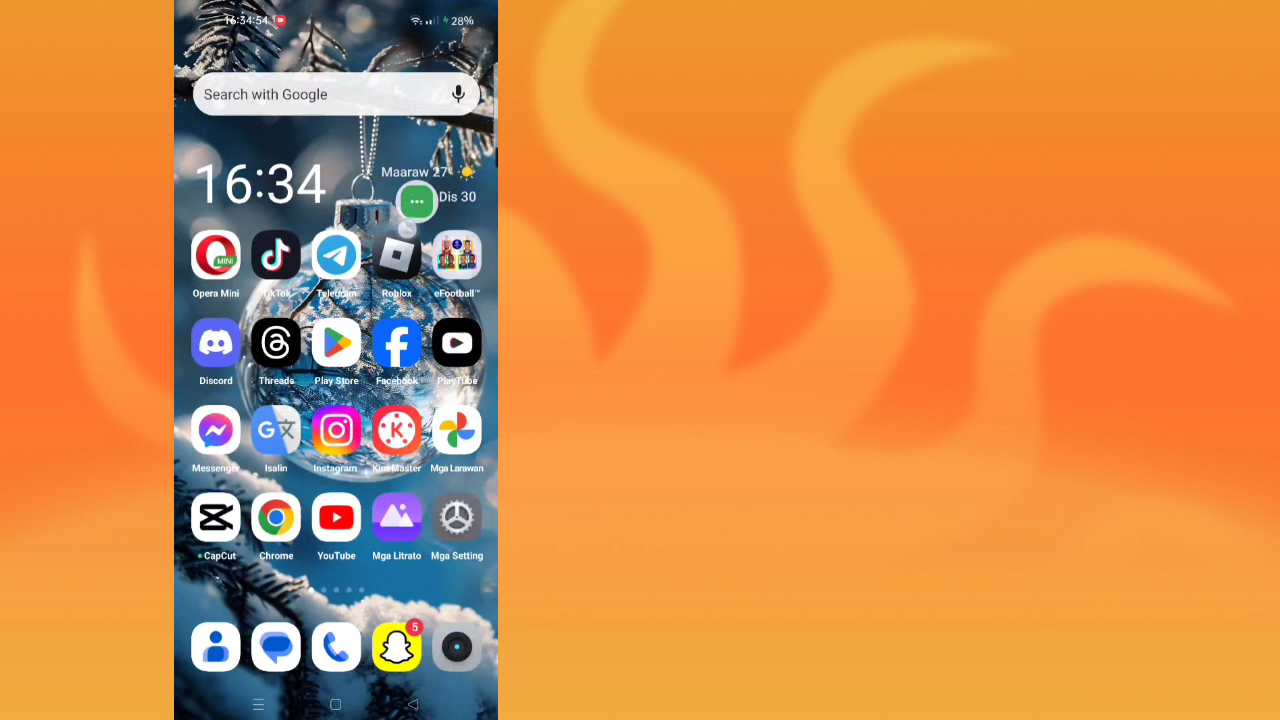 16:34:54
28%
Search with Google
16:34
Maaraw 27°
Dis 30
MINI
Opera Mini
TikTok
Telegram
Roblox
eFootball™
Discord
Threads
Play Store
Facebook
PlayTube
Messenger
Isalin
Instagram
KineMaster
Mga Larawan
CapCut
Chrome
YouTube
Mga Litrato
Mga Setting
5